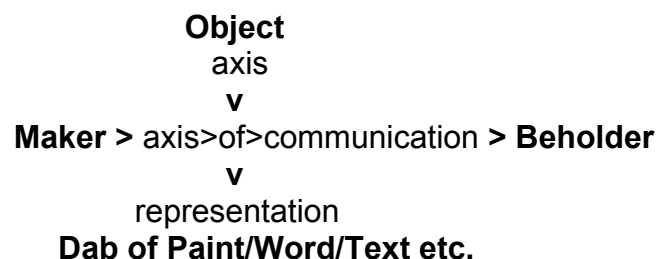 Object
axis
v
Maker > axis>of>communication > Beholder
v
representation
Dab of Paint/Word/Text etc.